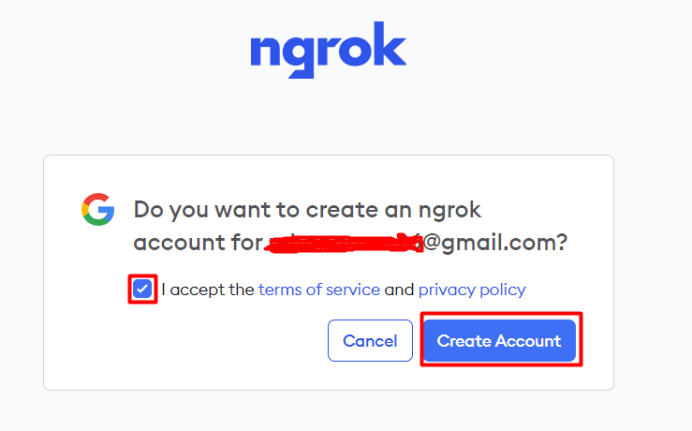 ngrok
Do you want to create an ngrok
account for @gmail.com?
I accept the terms of service and privacy policy
Cancel
Create Account